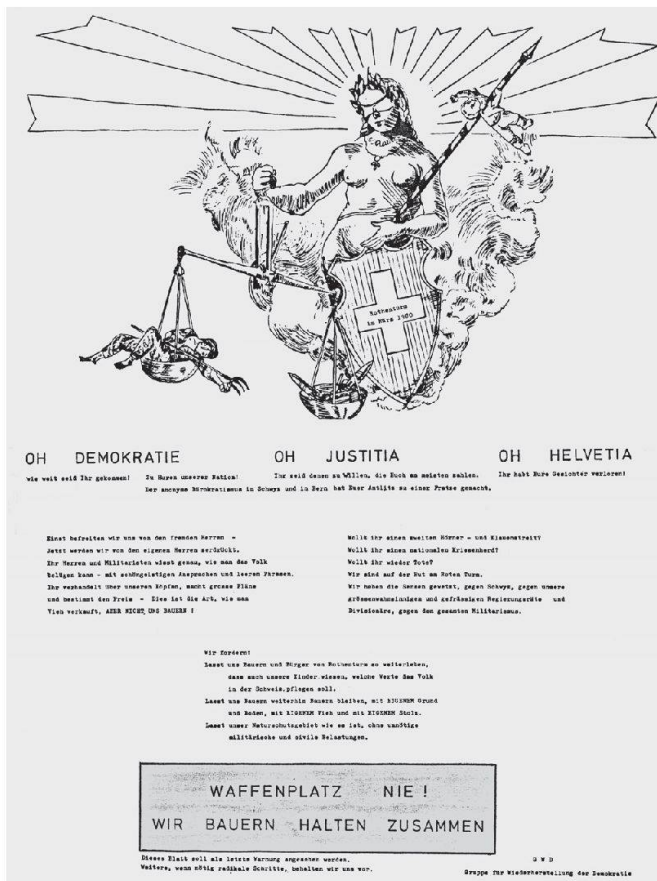 Rothenturm
im März 1980
OH DEMOKRATIE OH JUSTITIA OH HELVETIA
wie weit seid Ihr gekommen! Zu Huren unserer Nation! Ihr seid denen zu Willen, die Euch am meisten zahlen. Ihr habt Eure Gesichter verloren!
Der anonyme Bürokratismus in Schwyz und in Bern hat Euer Antlitz zu einer Fratze gemacht.
Einst befreiten wir uns von den fremden Herren -
Jetzt werden wir von den eigenen Herren zerdrückt.
Ihr Herren und Militaristen wisst genau, wie man das Volk
belügen kann - mit schöngeistigen Ansprachen und leeren Phrasen.
Ihr verhandelt über unseren Köpfen, macht grosse Pläne
und bestimmt den Preis - Dies ist die Art, wie man
Vieh verkauft, ABER NICHT UNS BAUERN !
Wollt ihr einen zweiten Hörner - und Klauenstreit?
Wollt ihr einen nationalen Krisenherd?
Wollt ihr wieder Tote?
Wir sind auf der Hut am Roten Turm.
Wir haben die Sensen gewetzt, gegen Schwyz, gegen unsere
grössenwahnsinnigen und gefrässigen Regierungsräte und
Divisionäre, gegen den gesamten Militarismus.
Wir fordern!
Lasst uns Bauern und Bürger von Rothenturm so weiterleben,
dass auch unsere Kinder wissen, welche Werte das Volk
in der Schweiz pflegen soll.
Lasst uns Bauern weiterhin Bauern bleiben, mit EIGENEM Grund
und Boden, mit EIGENEM Vieh und mit EIGENEM Stolz.
Lasst unser Naturschutzgebiet wie es ist, ohne unnötige
militärische und zivile Belastungen.
WAFFENPLATZ NIE !
WIR BAUERN HALTEN ZUSAMMEN
Dieses Blatt soll als letzte Warnung angesehen werden.
Weitere, wenn nötig radikale Schritte, behalten wir uns vor.
G W D
Gruppe für Wiederherstellung der Demokratie